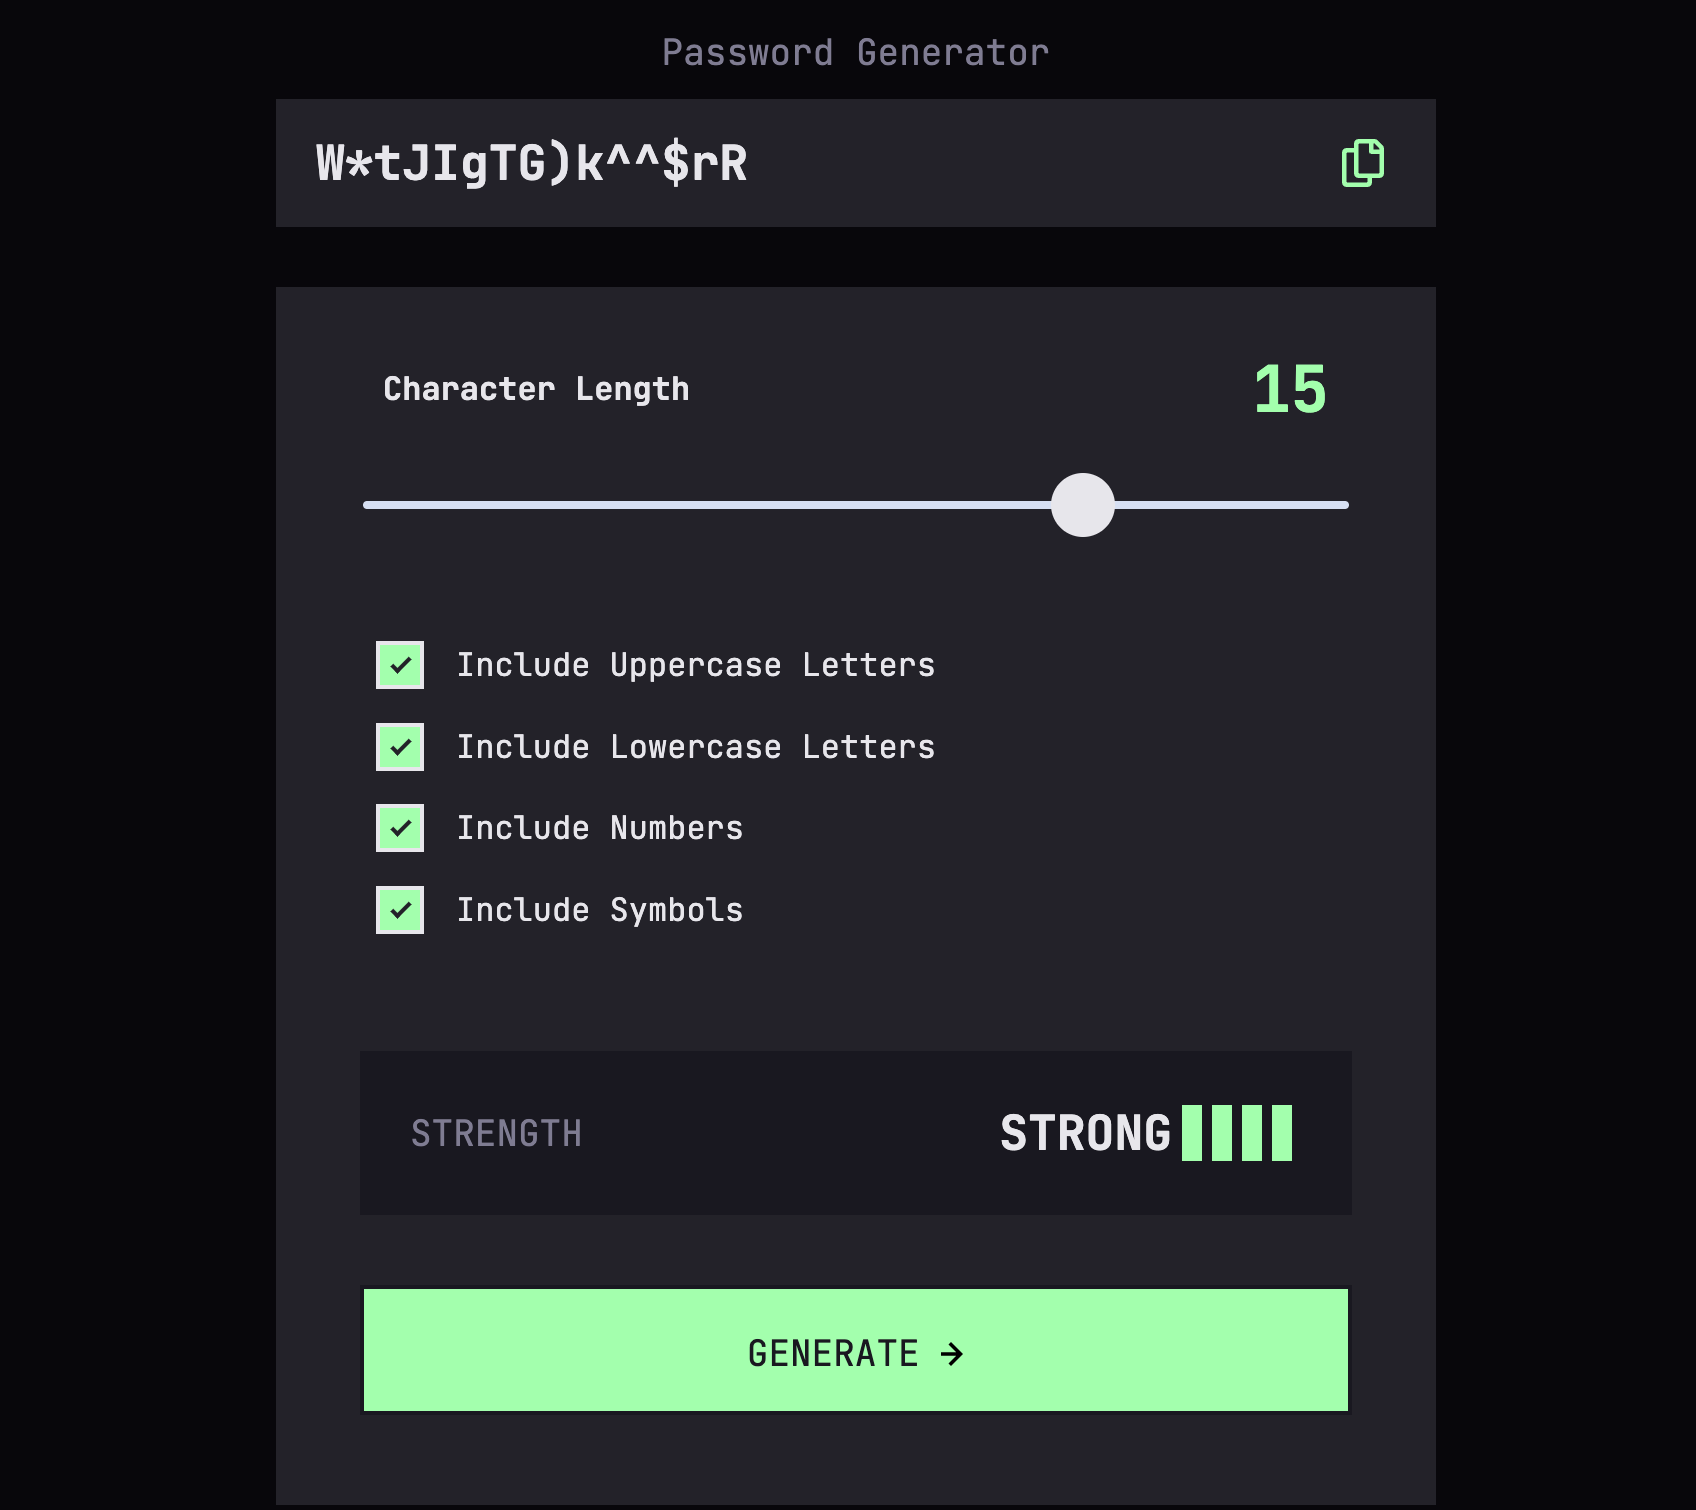 Password Generator
W*tJIgTG)k^^$rR
Character Length
15
Include Uppercase Letters
Include Lowercase Letters
Include Numbers
Include Symbols
STRENGTH
STRONG
GENERATE →